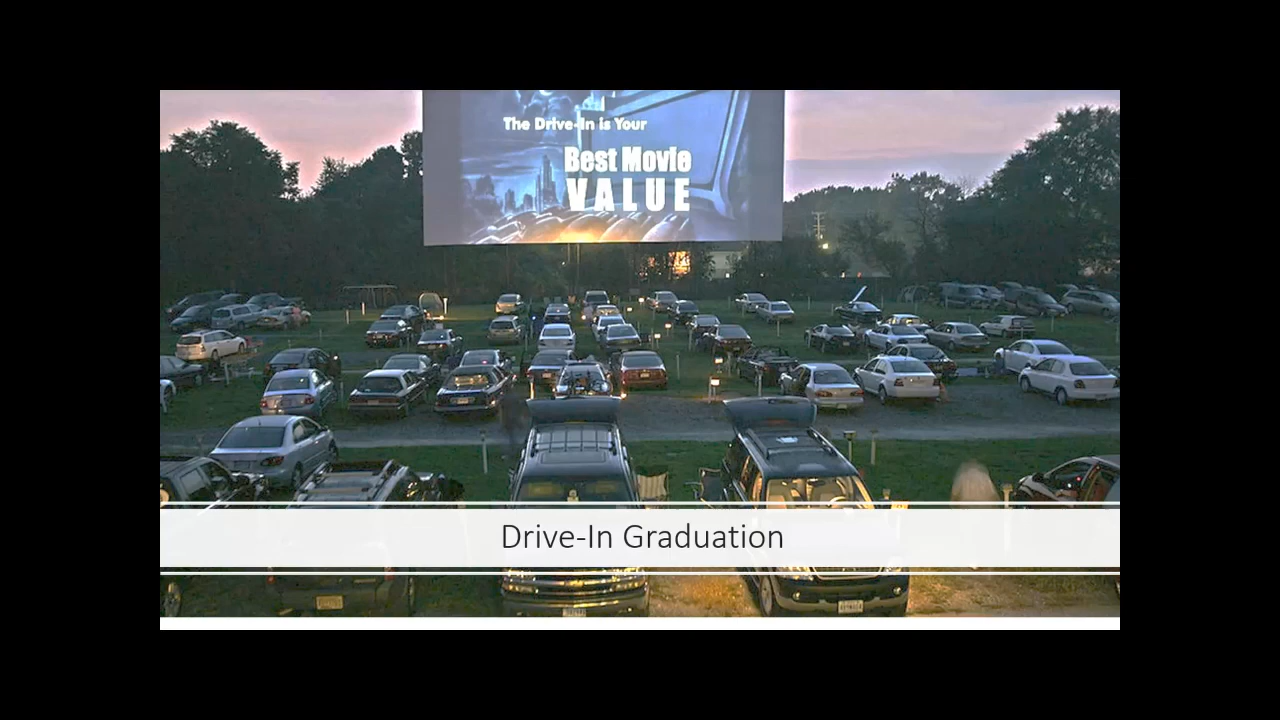 The Drive-In is Your
Best Movie
VALUE
Drive-In Graduation